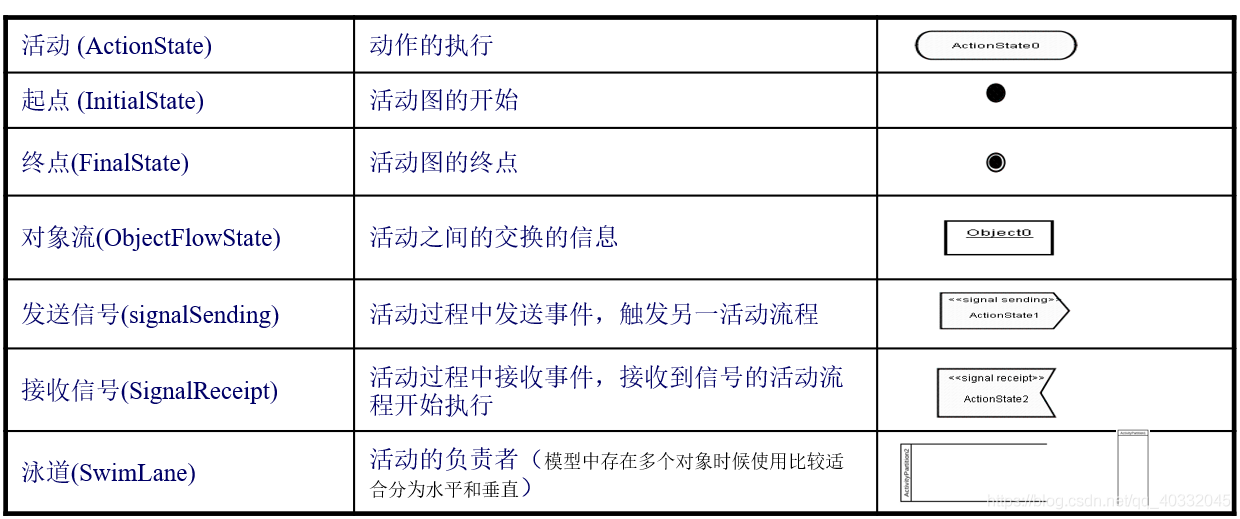 活动 (ActionState)
动作的执行
ActionState0
起点 (InitialState)
活动图的开始
终点(FinalState)
活动图的终点
对象流(ObjectFlowState)
活动之间的交换的信息
Object0
发送信号(signalSending)
活动过程中发送事件，触发另一活动流程
<<signal sending>>
ActionState1
接收信号(SignalReceipt)
活动过程中接收事件，接收到信号的活动流
程开始执行
<<signal receipt>>
ActionState2
泳道(SwimLane)
活动的负责者（模型中存在多个对象时候使用比较适
合分为水平和垂直）
ActivityPartition2
https://blog.csdn.net/qq_40332045